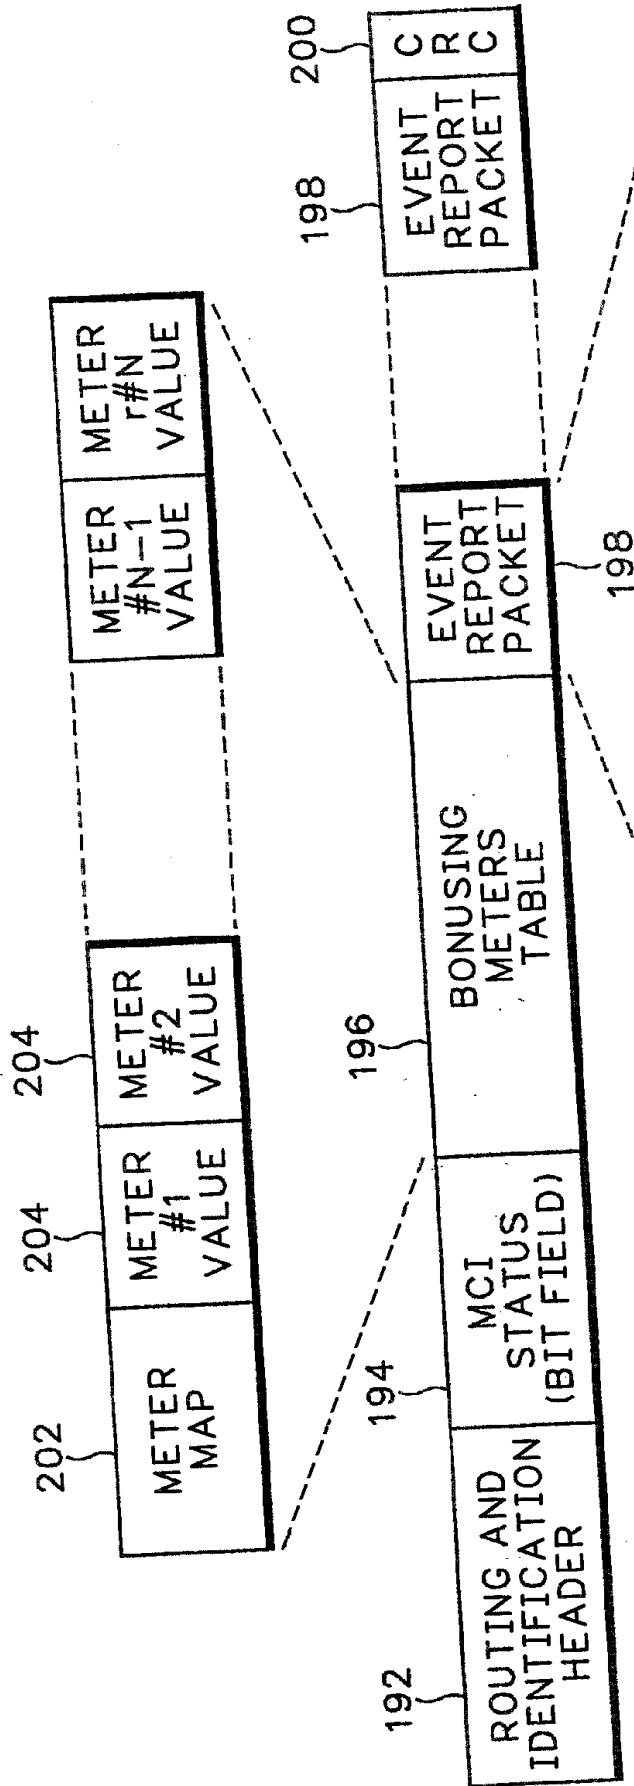 202
204
204
METER
MAP
METER
#1
VALUE
METER
#2
VALUE
METER
#N-1
VALUE
METER
r#N
VALUE
192
194
196
198
200
ROUTING AND
IDENTIFICATION
HEADER
MCI
STATUS
(BIT FIELD)
BONUSING
METERS
TABLE
EVENT
REPORT
PACKET
198
EVENT
REPORT
PACKET
C
R
C